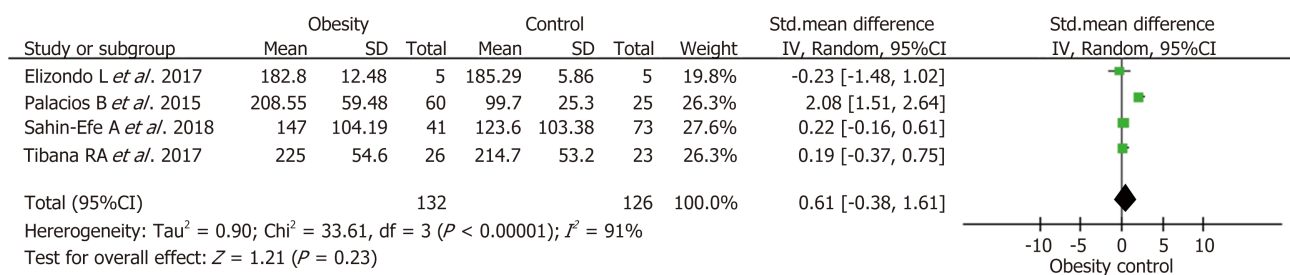 Obesity Control Std.mean difference Std.mean difference
Study or subgroup Mean SD Total Mean SD Total Weight IV, Random, 95%CI IV, Random, 95%CI
Elizondo L et al. 2017 182.8 12.48 5 185.29 5.86 5 19.8% -0.23 [-1.48, 1.02]
Palacios B et al. 2015 208.55 59.48 60 99.7 25.3 25 26.3% 2.08 [1.51, 2.64]
Sahin-Efe A et al. 2018 147 104.19 41 123.6 103.38 73 27.6% 0.22 [-0.16, 0.61]
Tibana RA et al. 2017 225 54.6 26 214.7 53.2 23 26.3% 0.19 [-0.37, 0.75]
Total (95%CI) 132 126 100.0% 0.61 [-0.38, 1.61]
Hererogeneity: Tau² = 0.90; Chi² = 33.61, df = 3 (P < 0.00001); I² = 91%
Test for overall effect: Z = 1.21 (P = 0.23)
-10 -5 0 5 10
Obesity control